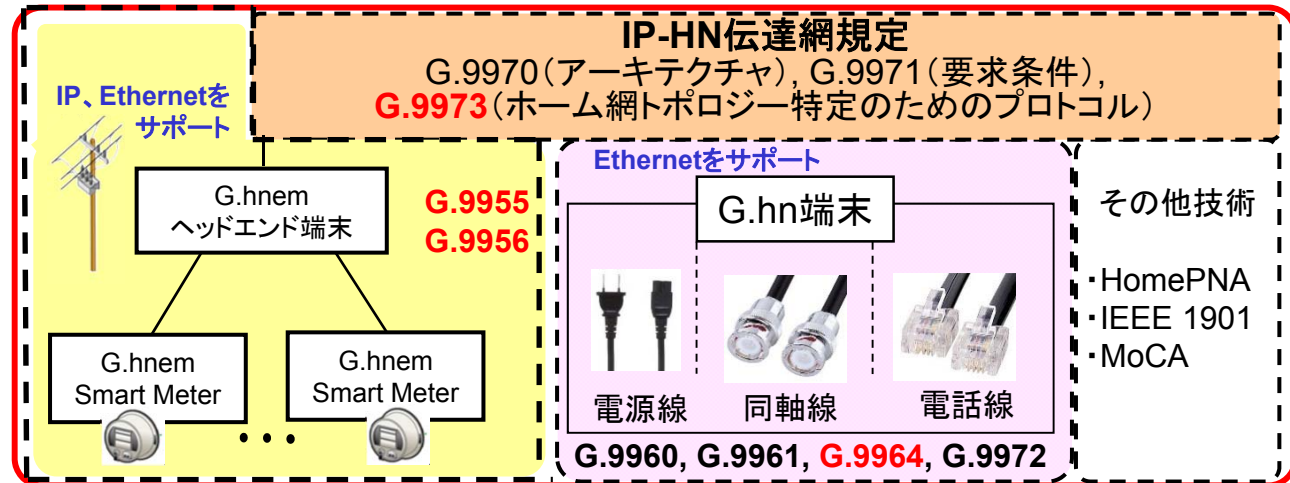 IP-HN伝達網規定
G.9970（アーキテクチャ）, G.9971（要求条件）,
G.9973（ホーム網トポロジー特定のためのプロトコル）
IP、Ethernetを
サポート
G.hnem
ヘッドエンド端末
G.9955
G.9956
G.hnem
Smart Meter
G.hnem
Smart Meter
・・・
Ethernetをサポート
G.hn端末
電源線
同軸線
電話線
G.9960, G.9961, G.9964, G.9972
その他技術
・HomePNA
・IEEE 1901
・MoCA